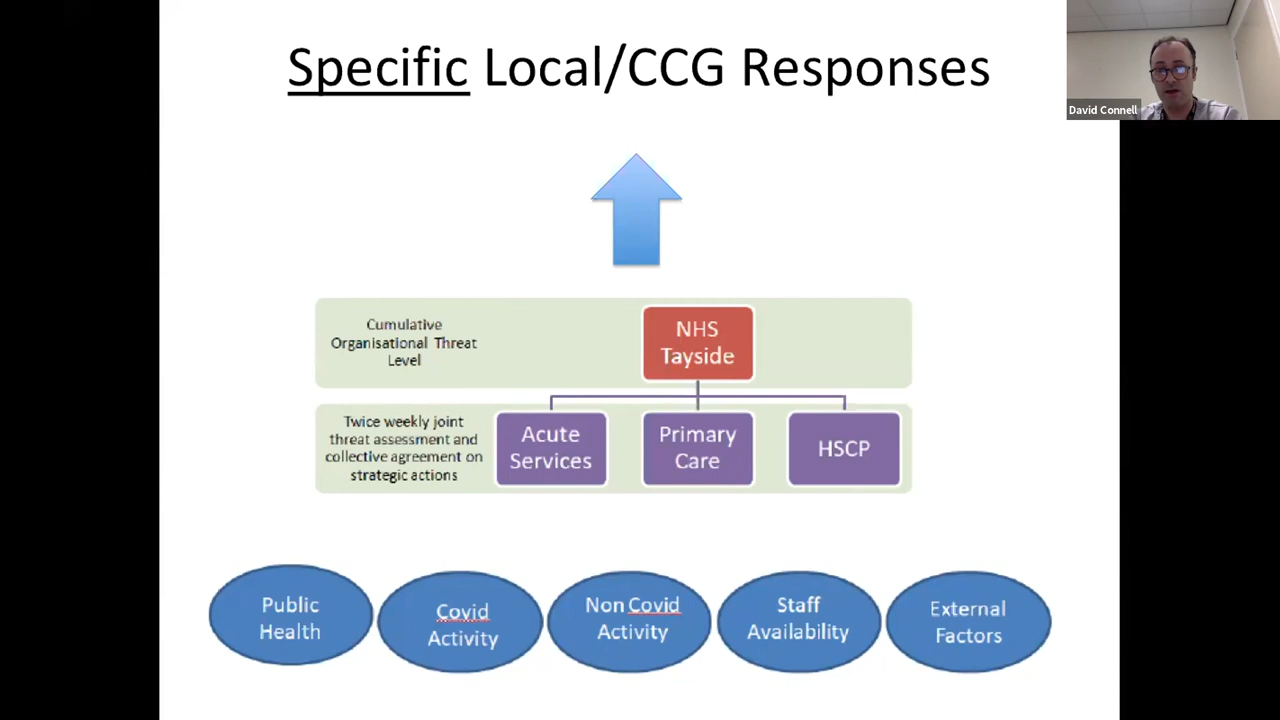 Specific Local/CCG Responses
David Connell
Cumulative
Organisational Threat
Level
NHS
Tayside
Twice weekly joint
threat assessment and
collective agreement on
strategic actions
Acute
Services
Primary
Care
HSCP
Public
Health
Covid
Activity
Non Covid
Activity
Staff
Availability
External
Factors